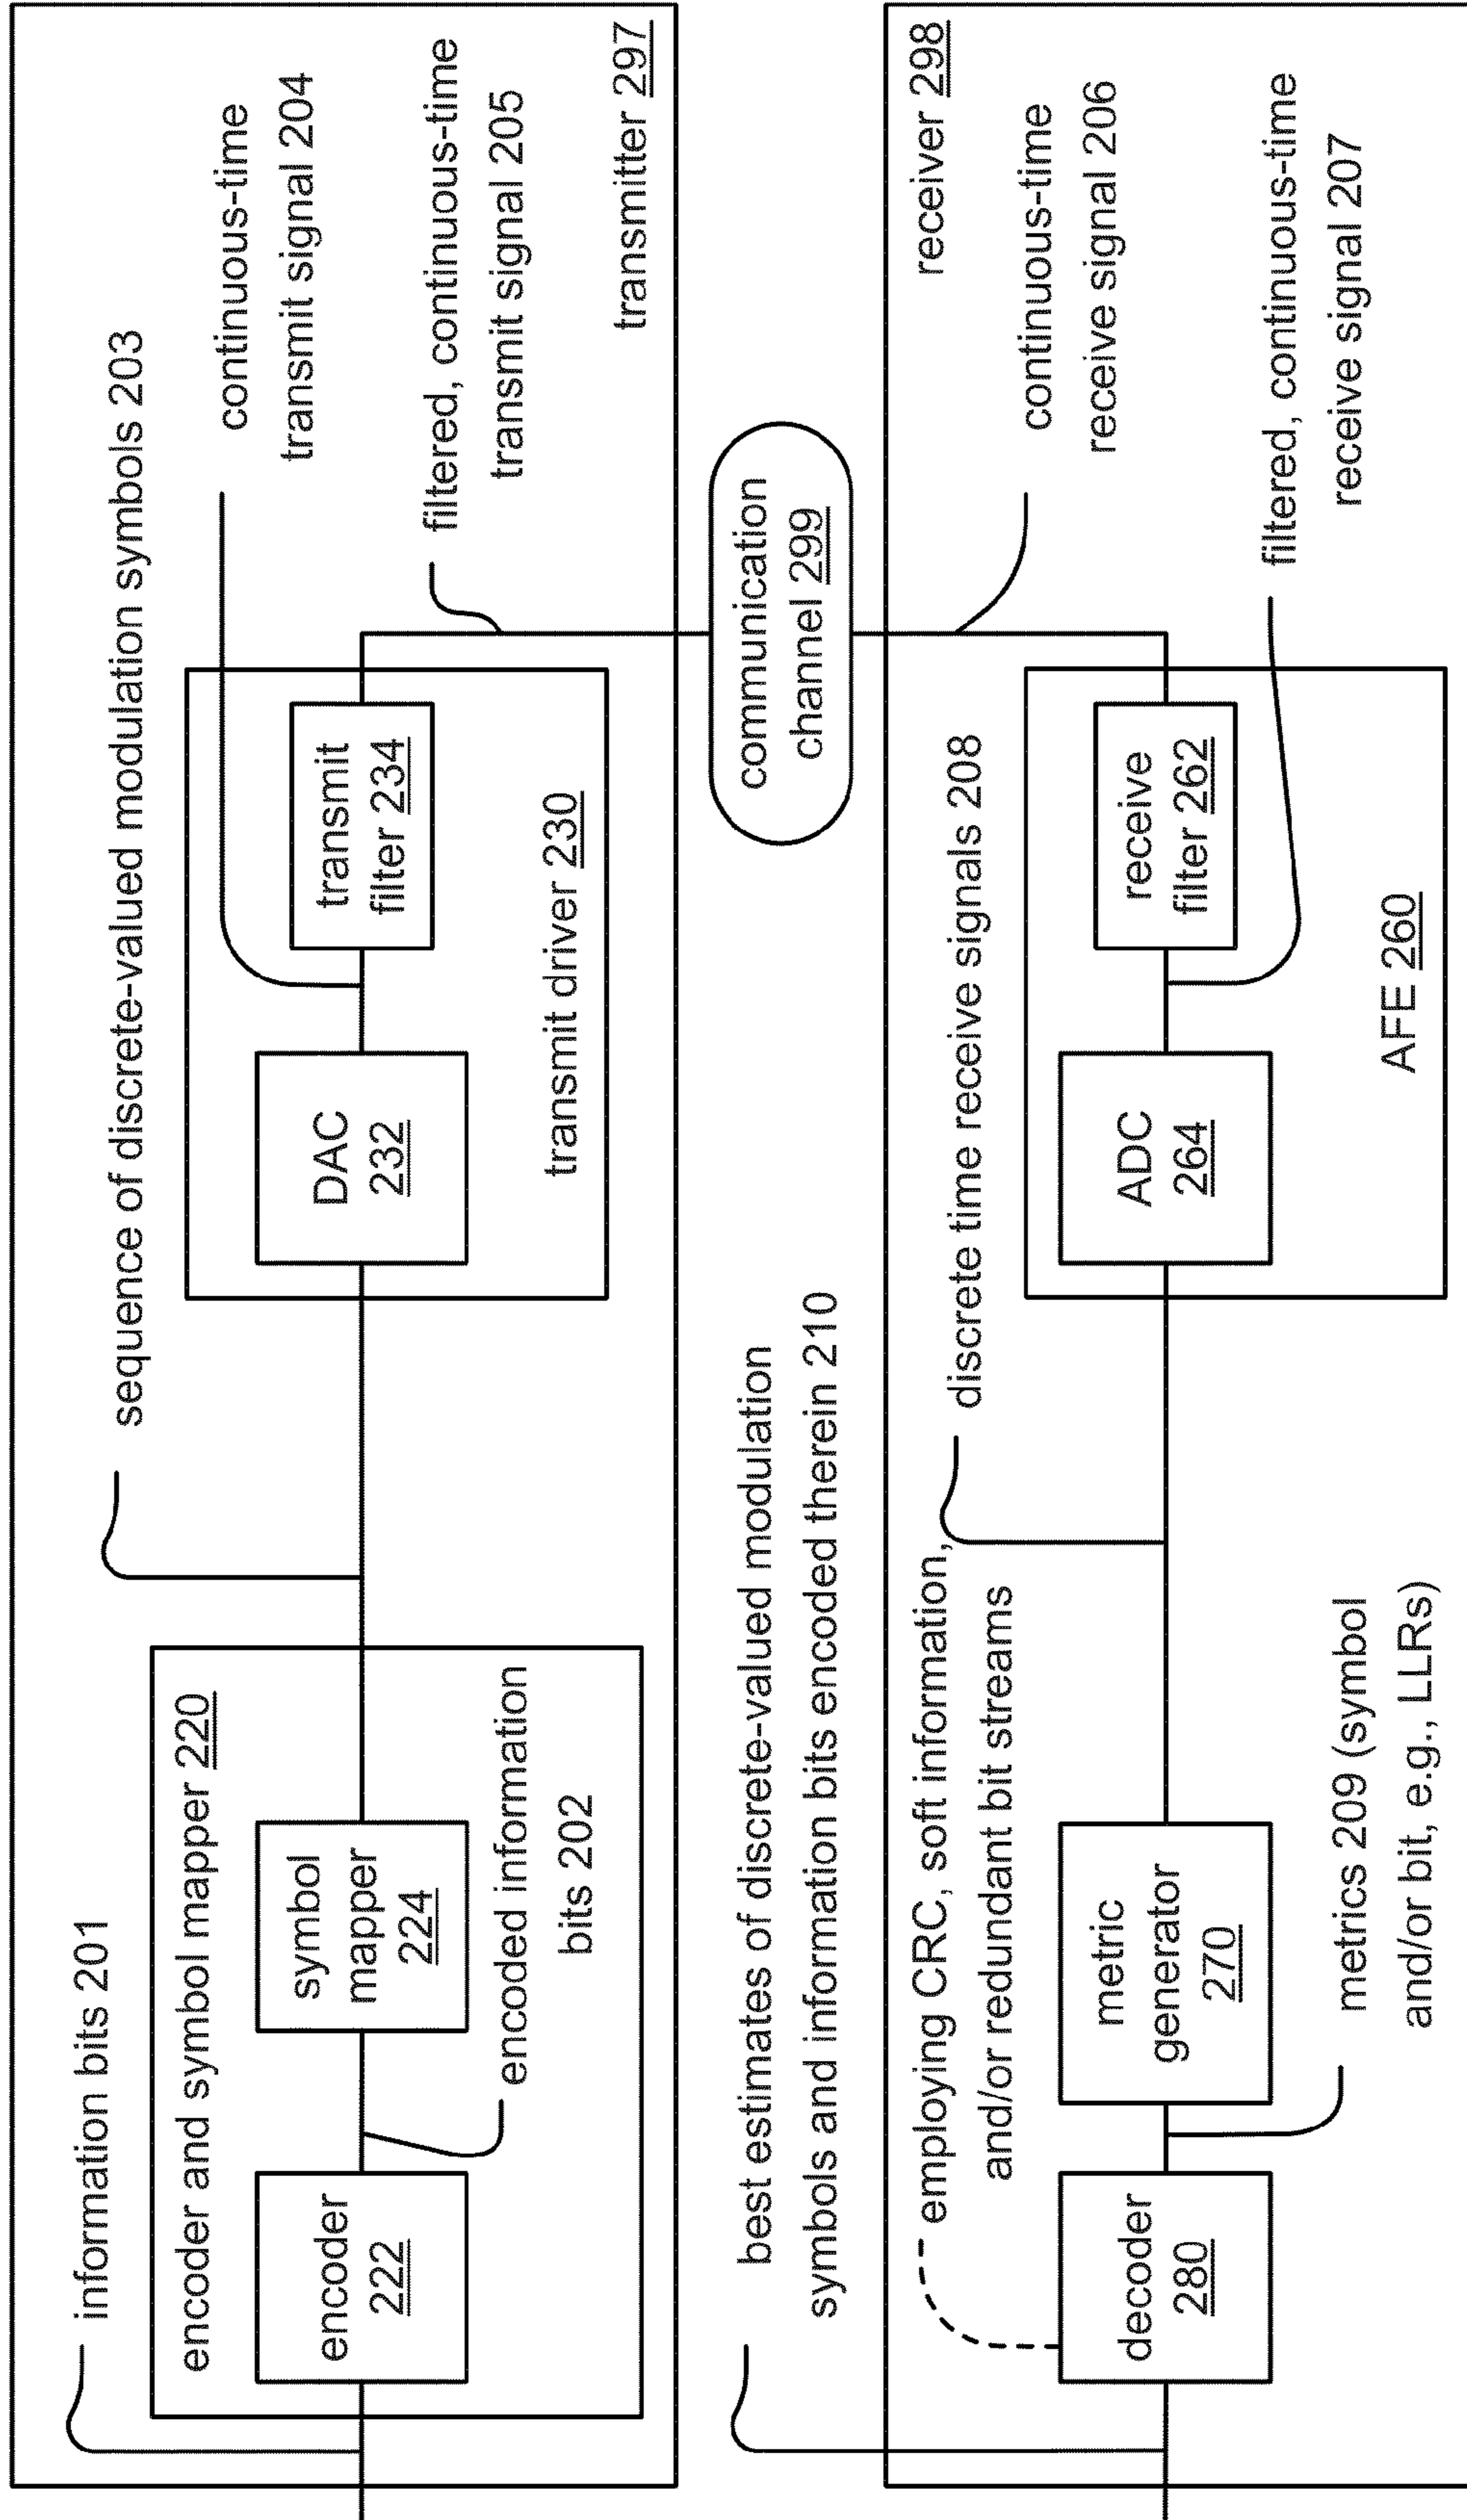 information bits 201
sequence of discrete-valued modulation symbols 203
encoder and symbol mapper 220
encoder
222
symbol
mapper
224
encoded information
bits 202
DAC
232
transmit
filter 234
transmit driver 230
continuous-time
transmit signal 204
filtered, continuous-time
transmit signal 205
transmitter 297
communication
channel 299
best estimates of discrete-valued modulation
symbols and information bits encoded therein 210
employing CRC, soft information,
and/or redundant bit streams
decoder
280
metric
generator
270
metrics 209 (symbol
and/or bit, e.g., LLRs)
discrete time receive signals 208
ADC
264
receive
filter 262
AFE 260
receiver 298
continuous-time
receive signal 206
filtered, continuous-time
receive signal 207